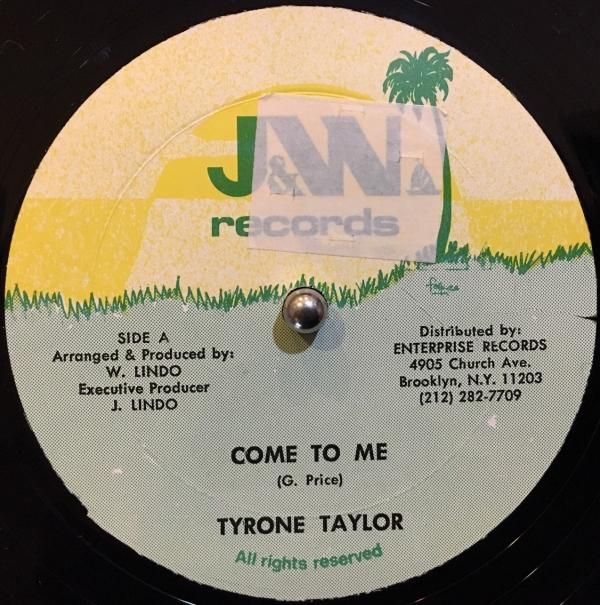 J&W
records
SIDE A
Arranged & Produced by:
W. LINDO
Executive Producer
J. LINDO
Distributed by:
ENTERPRISE RECORDS
4905 Church Ave.
Brooklyn, N.Y. 11203
(212) 282-7709
COME TO ME
(G. Price)
TYRONE TAYLOR
All rights reserved